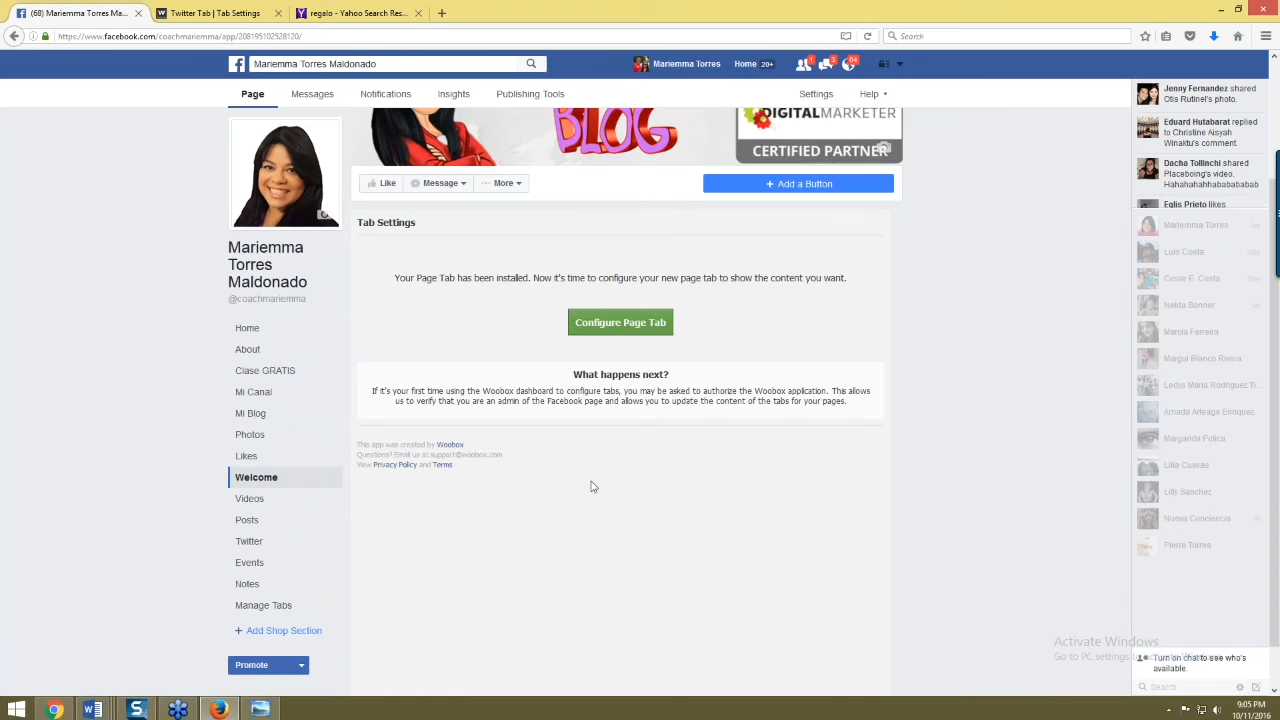 (68) Mariemma Torres Ma...
Twitter Tab | Tab Settings
regalo - Yahoo Search Res...
https://www.facebook.com/coachmariemma/app/208195102528120/
Search
Mariemma Torres Maldonado
Mariemma Torres
Home 20+
Page
Messages
Notifications
Insights
Publishing Tools
Settings
Help
BLOG
DIGITALMARKETER
CERTIFIED PARTNER
Like
Message
More
+ Add a Button
Mariemma
Torres
Maldonado
@coachmariemma
Home
About
Clase GRATIS
Mi Canal
Mi Blog
Photos
Likes
Welcome
Videos
Posts
Twitter
Events
Notes
Manage Tabs
+ Add Shop Section
Promote
Tab Settings
Your Page Tab has been installed. Now it's time to configure your new page tab to show the content you want.
Configure Page Tab
What happens next?
If it's your first time using the Woobox dashboard to configure tabs, you may be asked to authorize the Woobox application. This allows
us to verify that you are an admin of the Facebook page and allows you to update the content of the tabs for your pages.
This app was created by Woobox
Questions? Email us at support@woobox.com
View Privacy Policy and Terms
Jenny Fernandez shared
Otis Rutinel's photo.
Eduard Hutabarat replied
to Christine Aisyah
Winaktu's comment.
Dacha Tollinchi shared
Placeboing's video.
Hahahahahhabababab
Eglis Prieto likes
Mariemma Torres
Luis Costa
Cesar E. Costa
Nelda Bonner
Marcia Ferreira
Margui Blanco Rivera
Ledys Maria Rodriguez Tr...
Amada Arteaga Enriquez
Margarida Pelica
Lilia Cuevas
Lilly Sanchez
Nueva Conciencia
Pierre Torres
Activate Windows
Go to PC settings to
Turn on chat to see who's
available.
Search
9:05 PM
10/11/2016